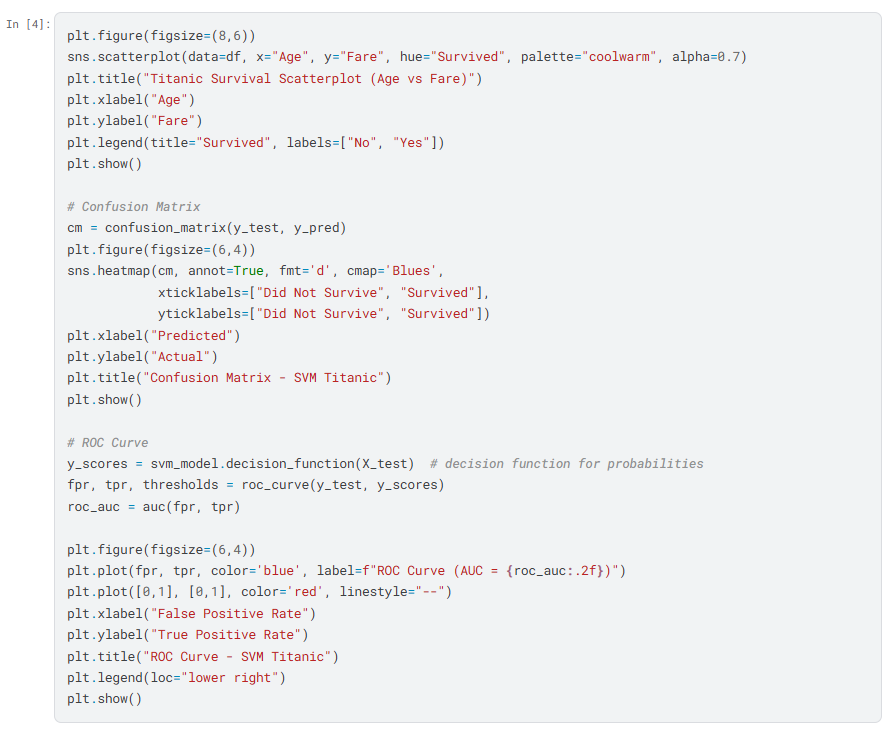 In [4]:
plt.figure(figsize=(8,6))
sns.scatterplot(data=df, x="Age", y="Fare", hue="Survived", palette="coolwarm", alpha=0.7)
plt.title("Titanic Survival Scatterplot (Age vs Fare)")
plt.xlabel("Age")
plt.ylabel("Fare")
plt.legend(title="Survived", labels=["No", "Yes"])
plt.show()

# Confusion Matrix
cm = confusion_matrix(y_test, y_pred)
plt.figure(figsize=(6,4))
sns.heatmap(cm, annot=True, fmt='d', cmap='Blues',
            xticklabels=["Did Not Survive", "Survived"],
            yticklabels=["Did Not Survive", "Survived"])
plt.xlabel("Predicted")
plt.ylabel("Actual")
plt.title("Confusion Matrix - SVM Titanic")
plt.show()

# ROC Curve
y_scores = svm_model.decision_function(X_test)  # decision function for probabilities
fpr, tpr, thresholds = roc_curve(y_test, y_scores)
roc_auc = auc(fpr, tpr)

plt.figure(figsize=(6,4))
plt.plot(fpr, tpr, color='blue', label=f"ROC Curve (AUC = {roc_auc:.2f})")
plt.plot([0,1], [0,1], color='red', linestyle="--")
plt.xlabel("False Positive Rate")
plt.ylabel("True Positive Rate")
plt.title("ROC Curve - SVM Titanic")
plt.legend(loc="lower right")
plt.show()